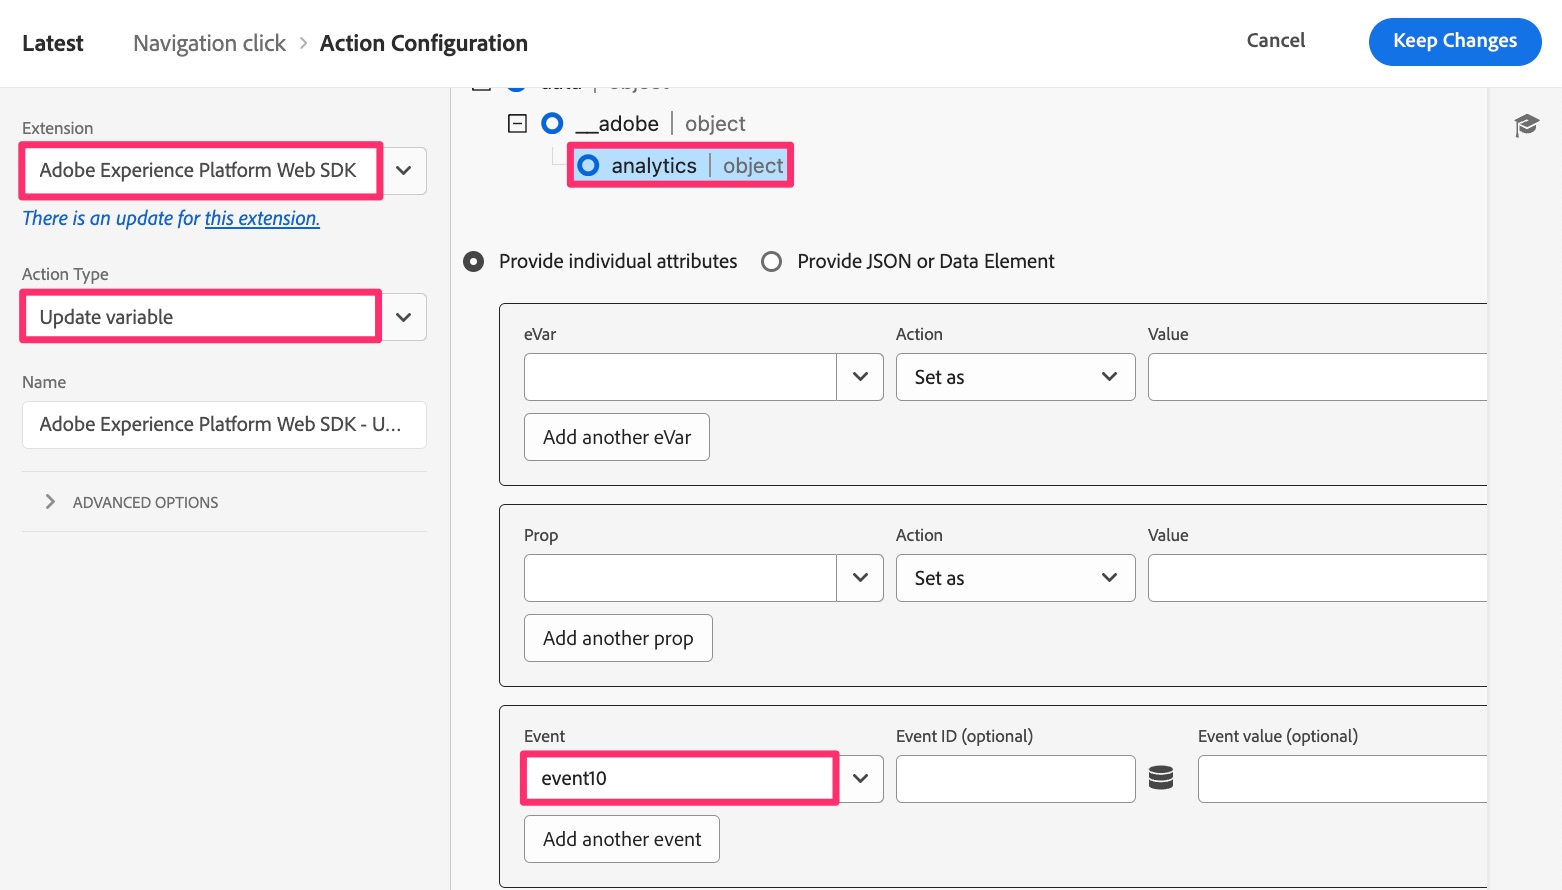 Latest
Navigation click > Action Configuration
Cancel
Keep Changes
Extension
Adobe Experience Platform Web SDK
There is an update for this extension.
Action Type
Update variable
Name
Adobe Experience Platform Web SDK - U...
ADVANCED OPTIONS
data | object
__adobe | object
analytics | object
Provide individual attributes
Provide JSON or Data Element
eVar Action Value
Set as
Add another eVar
Prop Action Value
Set as
Add another prop
Event Event ID (optional) Event value (optional)
event10
Add another event